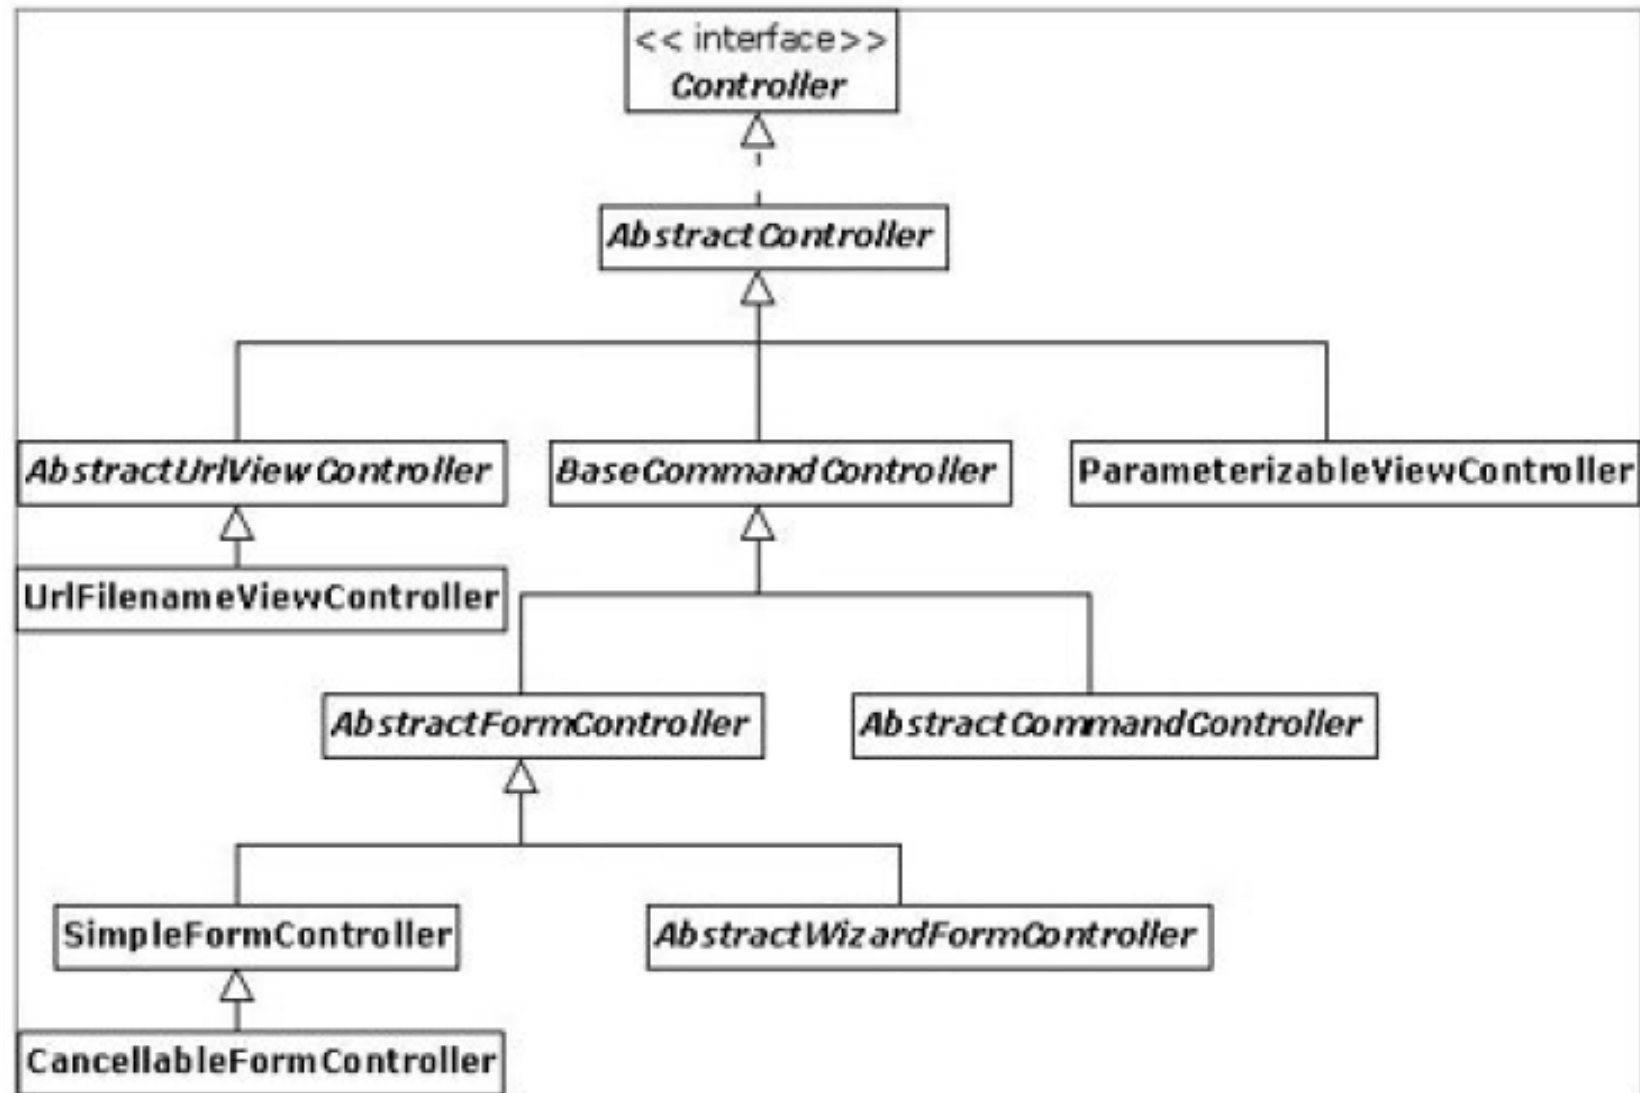 << interface>>
Controller
AbstractController
AbstractUrlViewController
BaseCommandController
ParameterizableViewController
UrlFilenameViewController
AbstractFormController
AbstractCommandController
SimpleFormController
AbstractWizardFormController
CancellableFormController